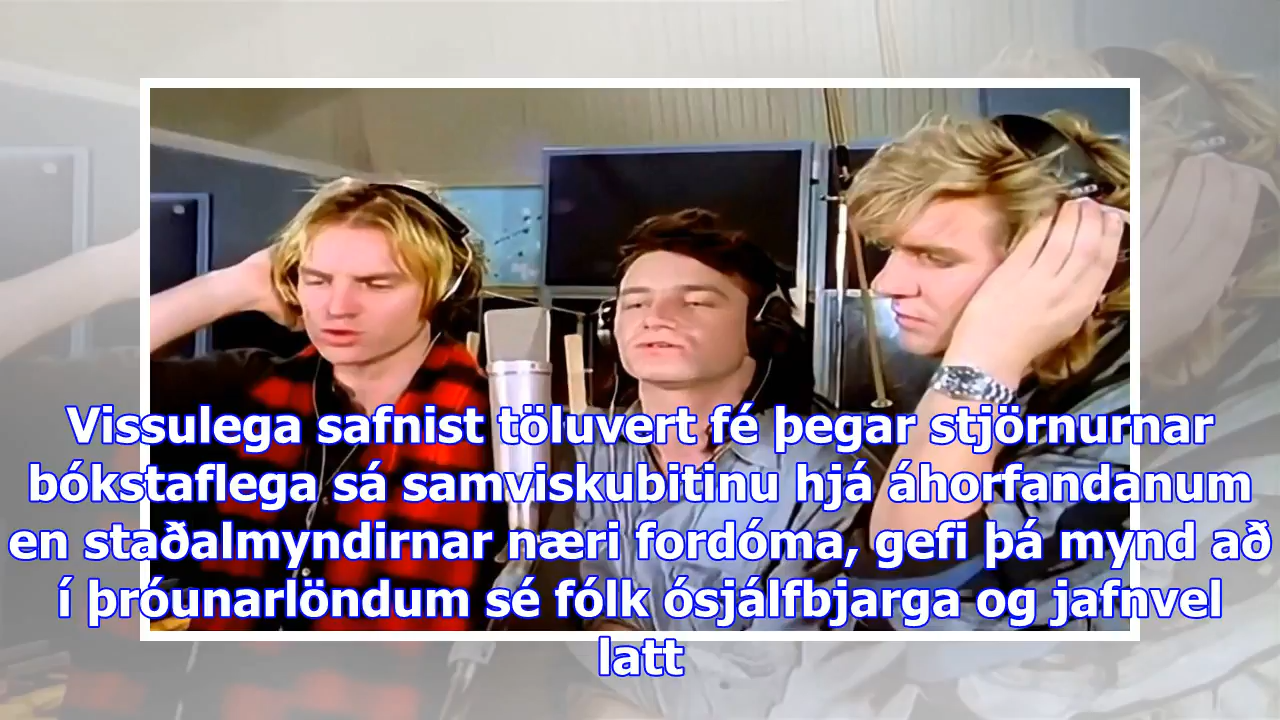 Vissulega safnist töluvert fé þegar stjörnurnar
bókstaflega sá samviskubitinu hjá áhorfandanum
en staðalmyndirnar næri fordóma, gefi þá mynd að
í þróunarlöndum sé fólk ósjálfbjarga og jafnvel
latt